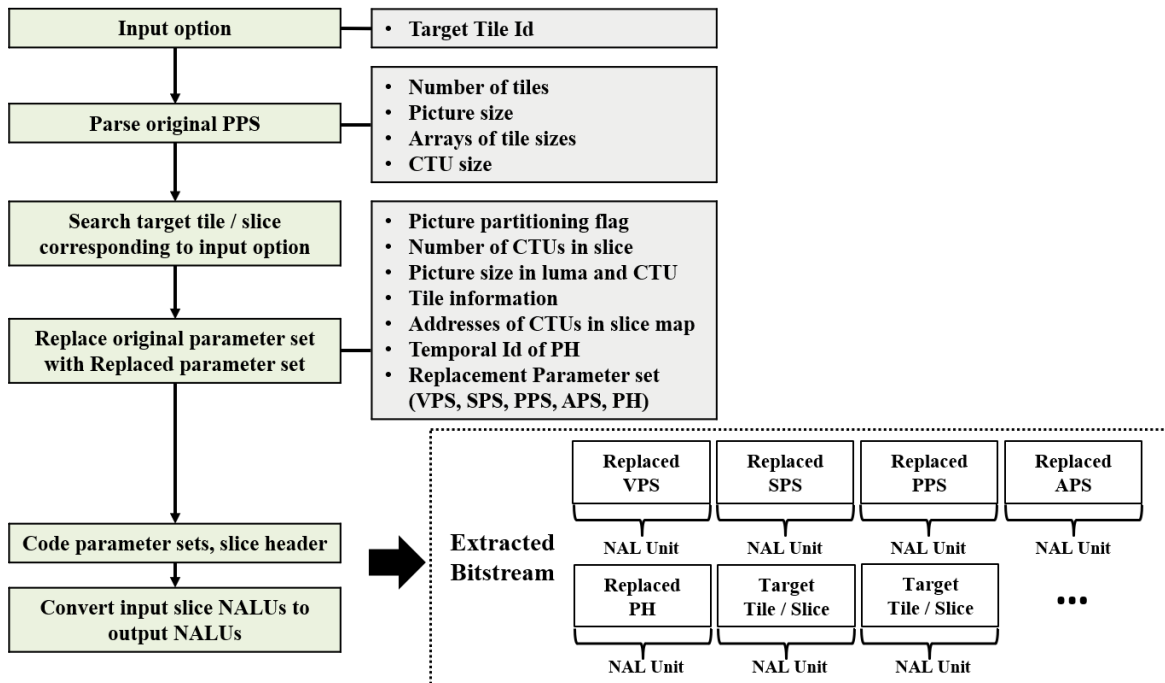 Input option
• Target Tile Id
Parse original PPS
• Number of tiles
• Picture size
• Arrays of tile sizes
• CTU size
Search target tile / slice
corresponding to input option
Replace original parameter set
with Replaced parameter set
• Picture partitioning flag
• Number of CTUs in slice
• Picture size in luma and CTU
• Tile information
• Addresses of CTUs in slice map
• Temporal Id of PH
• Replacement Parameter set
(VPS, SPS, PPS, APS, PH)
Code parameter sets, slice header
Convert input slice NALUs to
output NALUs
Extracted
Bitstream
Replaced
VPS
NAL Unit
Replaced
SPS
NAL Unit
Replaced
PPS
NAL Unit
Replaced
APS
NAL Unit
Replaced
PH
NAL Unit
Target
Tile / Slice
NAL Unit
Target
Tile / Slice
NAL Unit
•••